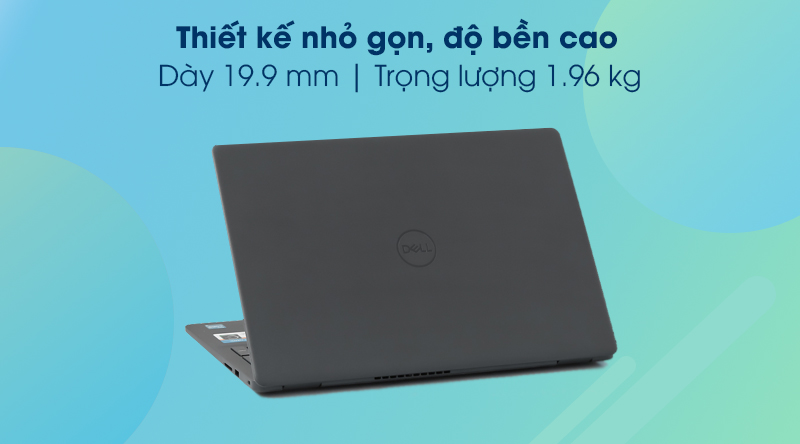 Thiết kế nhỏ gọn, độ bền cao
Dày 19.9 mm | Trọng lượng 1.96 kg
DELL